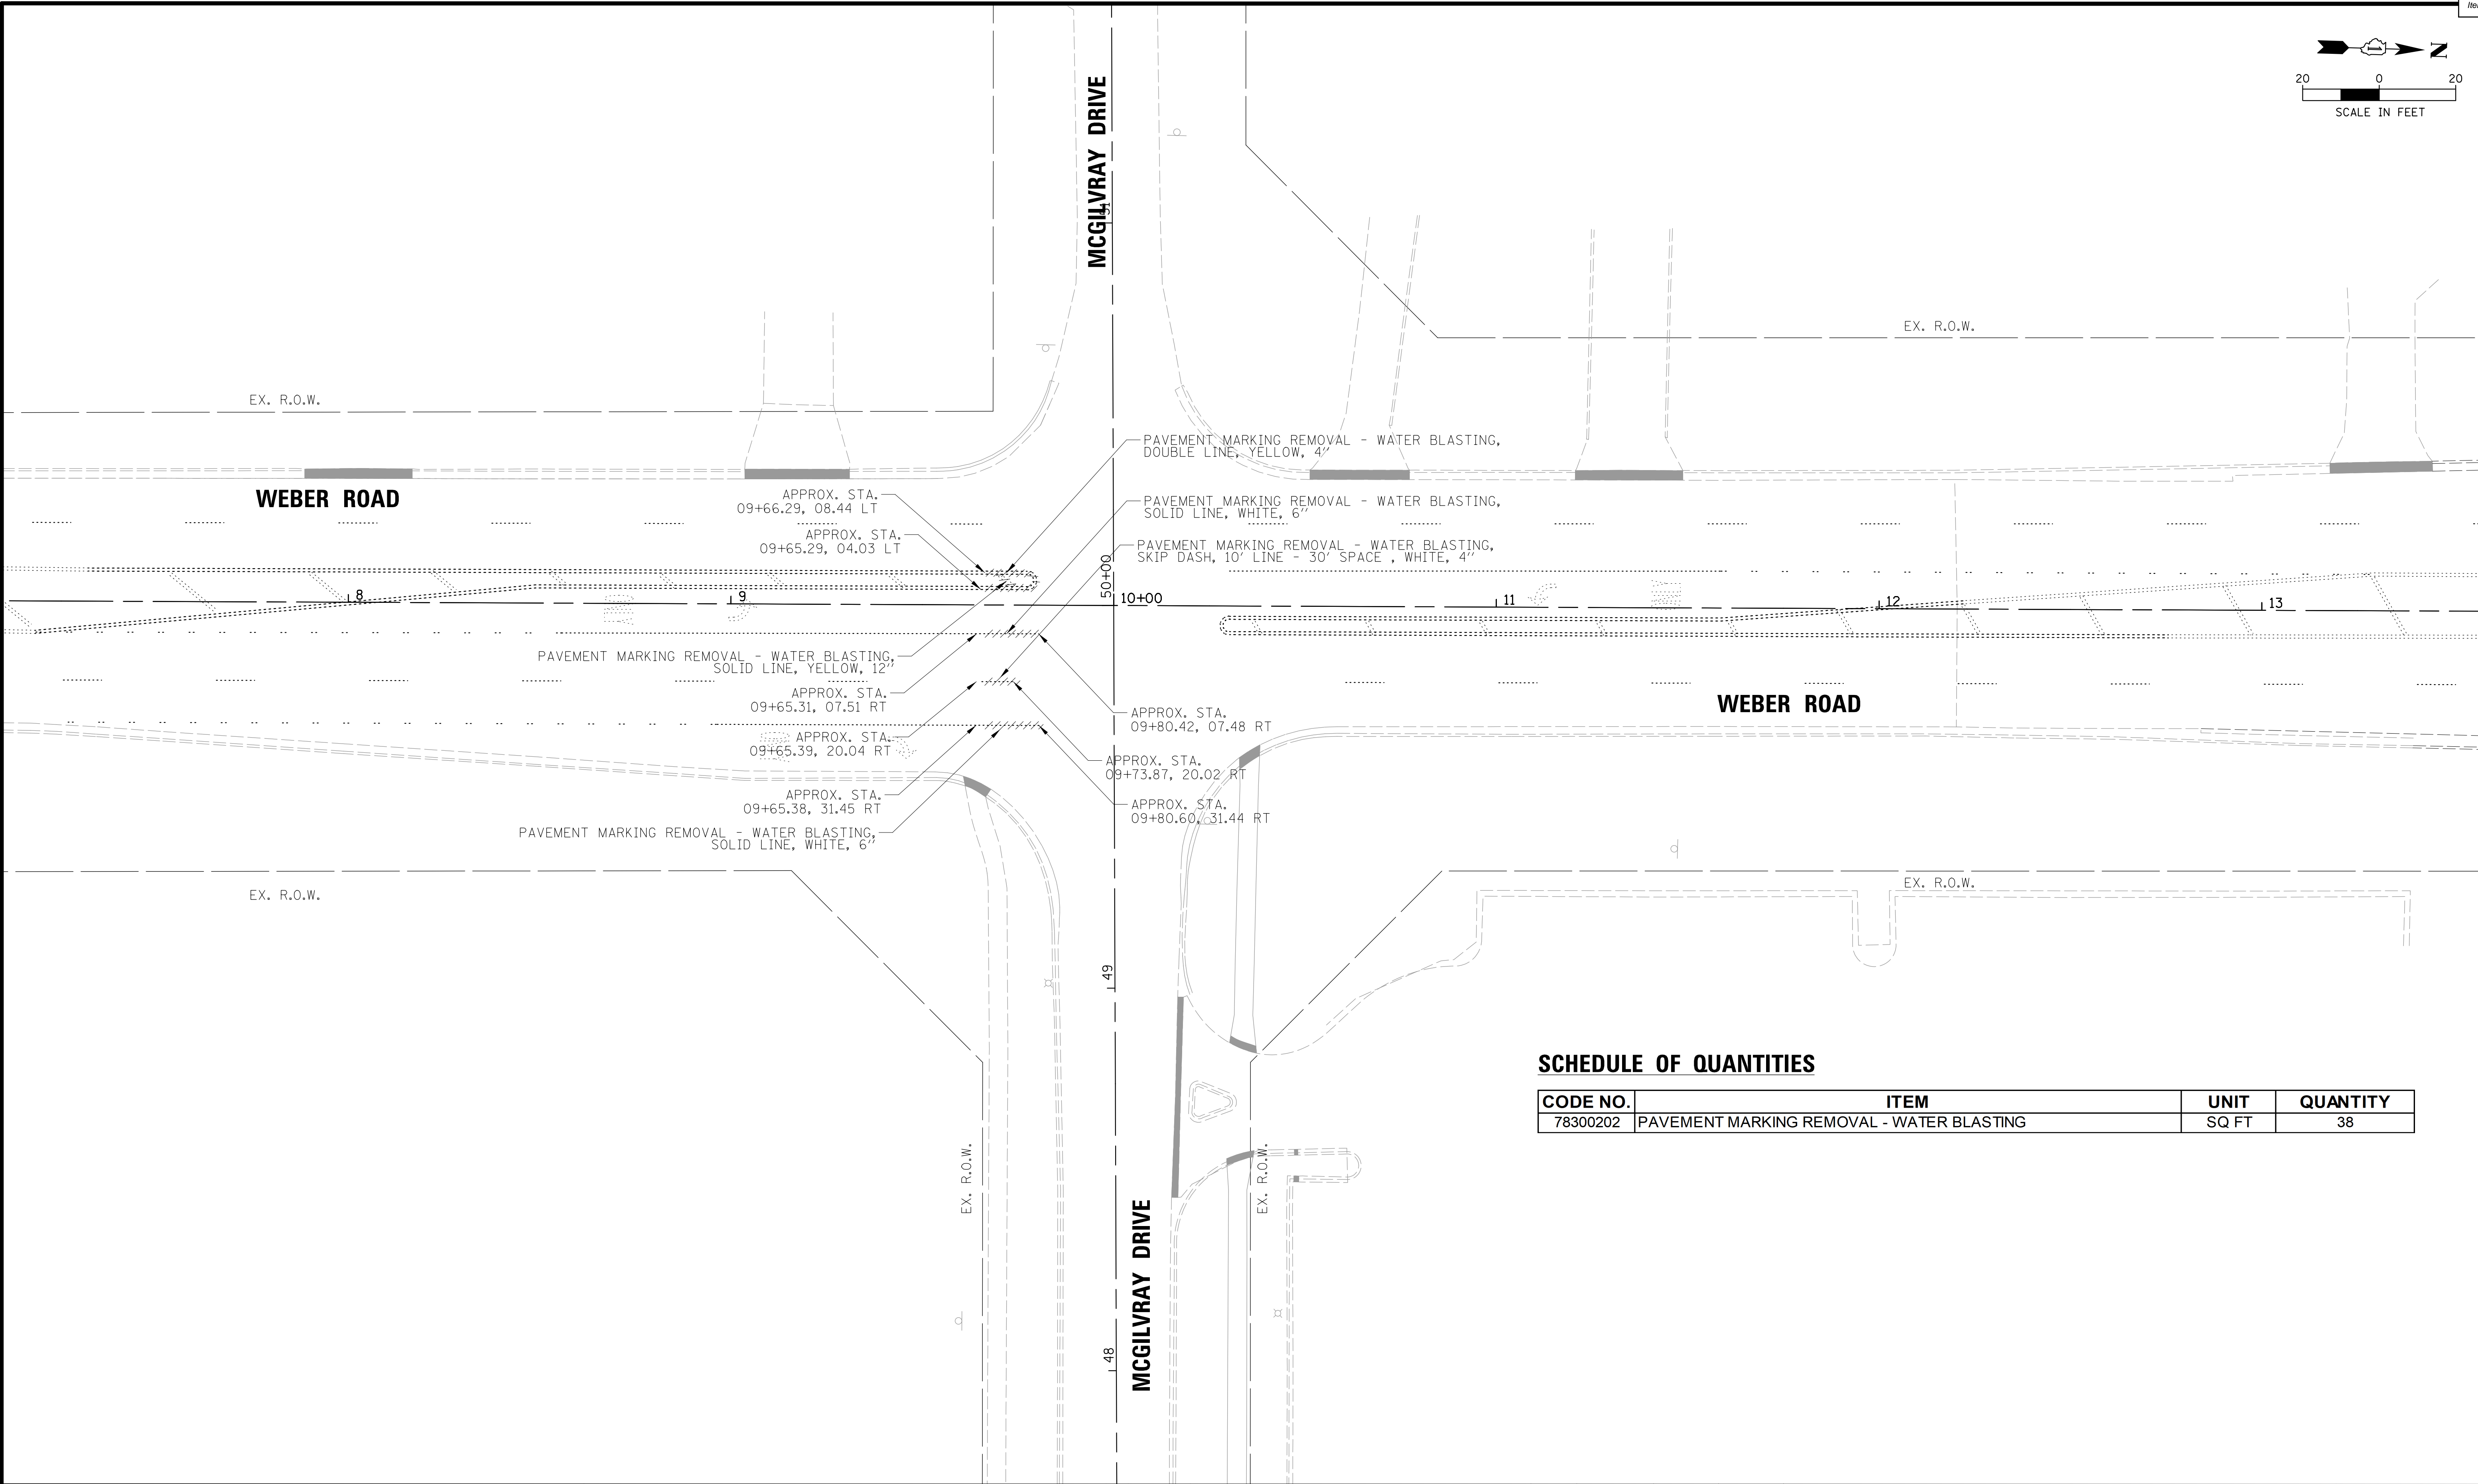 Ite
N
20 0 20
SCALE IN FEET
MCGILVRAY DRIVE
51
EX. R.O.W.
EX. R.O.W.
PAVEMENT MARKING REMOVAL - WATER BLASTING,
DOUBLE LINE, YELLOW, 4''
WEBER ROAD
APPROX. STA.
09+66.29, 08.44 LT
PAVEMENT MARKING REMOVAL - WATER BLASTING,
SOLID LINE, WHITE, 6''
APPROX. STA.
09+65.29, 04.03 LT
PAVEMENT MARKING REMOVAL - WATER BLASTING,
SKIP DASH, 10' LINE - 30' SPACE , WHITE, 4''
50+00
8
9
10+00
11
12
13
PAVEMENT MARKING REMOVAL - WATER BLASTING,
SOLID LINE, YELLOW, 12''
APPROX. STA.
09+65.31, 07.51 RT
WEBER ROAD
APPROX. STA.
09+80.42, 07.48 RT
APPROX. STA.
09+65.39, 20.04 RT
APPROX. STA.
09+73.87, 20.02 RT
APPROX. STA.
09+65.38, 31.45 RT
APPROX. STA.
09+80.60, 31.44 RT
PAVEMENT MARKING REMOVAL - WATER BLASTING,
SOLID LINE, WHITE, 6''
EX. R.O.W.
EX. R.O.W.
49
SCHEDULE OF QUANTITIES
CODE NO. ITEM UNIT QUANTITY
78300202 PAVEMENT MARKING REMOVAL - WATER BLASTING SQ FT 38
EX. R.O.W.
EX. R.O.W.
MCGILVRAY DRIVE
48